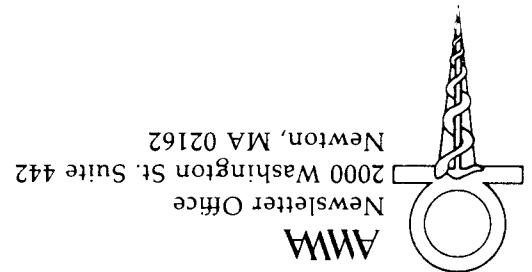 AMWA
Newsletter Office
2000 Washington St. Suite 442
Newton, MA 02162